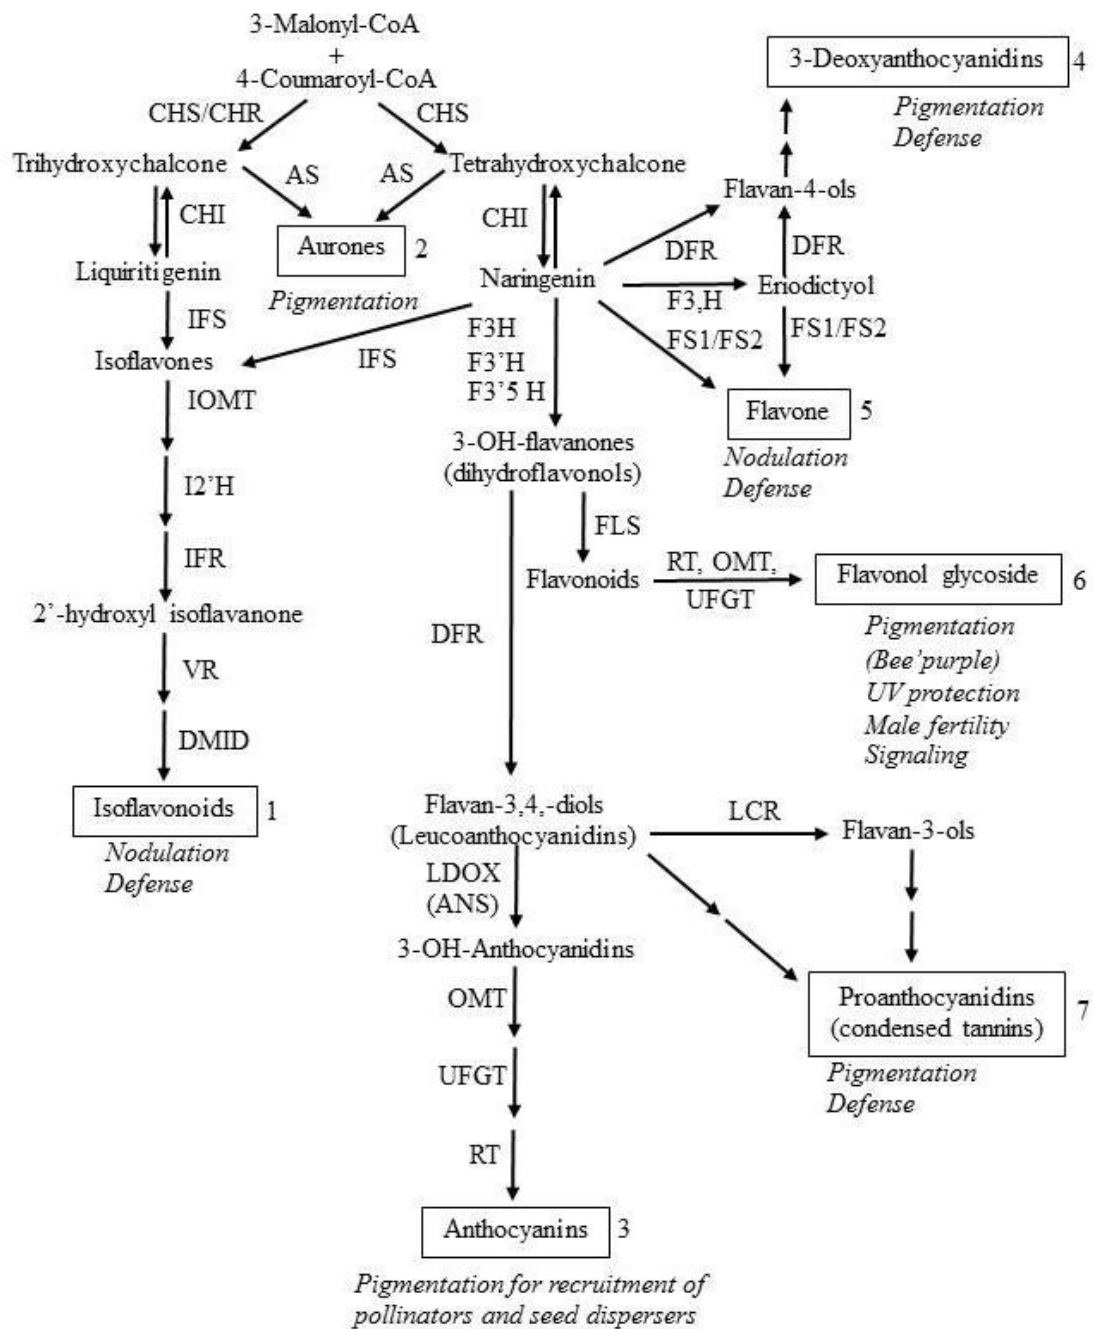 3-Malonyl-CoA
+
4-Coumaroyl-CoA
3-Deoxyanthocyanidins 4
Pigmentation
Defense
CHS/CHR
CHS
Trihydroxychalcone
AS
AS
Tetrahydroxychalcone
Flavan-4-ols
CHI
Aurones 2
Pigmentation
CHI
DFR
DFR
Liquiritigenin
Naringenin
F3,H
Eriodictyol
IFS
IFS
F3H
F3'H
F3'5 H
FS1/FS2
FS1/FS2
Isoflavones
Flavone 5
Nodulation
Defense
IOMT
3-OH-flavanones
(dihydroflavonols)
I2'H
FLS
IFR
Flavonoids
RT, OMT,
UFGT
Flavonol glycoside 6
Pigmentation
(Bee'purple)
UV protection
Male fertility
Signaling
2'-hydroxyl isoflavanone
DFR
VR
DMID
Isoflavonoids 1
Nodulation
Defense
Flavan-3,4,-diols
(Leucoanthocyanidins)
LCR
Flavan-3-ols
LDOX
(ANS)
3-OH-Anthocyanidins
OMT
Proanthocyanidins
(condensed tannins) 7
Pigmentation
Defense
UFGT
RT
Anthocyanins 3
Pigmentation for recruitment of
pollinators and seed dispersers